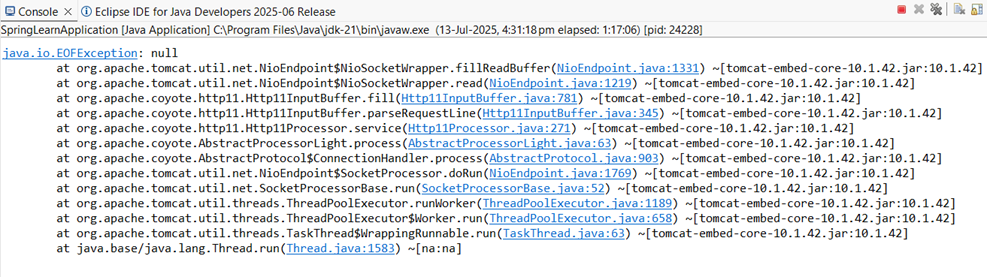 Console × Eclipse IDE for Java Developers 2025-06 Release
SpringLearnApplication [Java Application] C:\Program Files\Java\jdk-21\bin\javaw.exe (13-Jul-2025, 4:31:18 pm elapsed: 1:17:06) [pid: 24228]
java.io.EOFException: null
at org.apache.tomcat.util.net.NioEndpoint$NioSocketWrapper.fillReadBuffer(NioEndpoint.java:1331) ~[tomcat-embed-core-10.1.42.jar:10.1.42]
at org.apache.tomcat.util.net.NioEndpoint$NioSocketWrapper.read(NioEndpoint.java:1219) ~[tomcat-embed-core-10.1.42.jar:10.1.42]
at org.apache.coyote.http11.Http11InputBuffer.fill(Http11InputBuffer.java:781) ~[tomcat-embed-core-10.1.42.jar:10.1.42]
at org.apache.coyote.http11.Http11InputBuffer.parseRequestLine(Http11InputBuffer.java:345) ~[tomcat-embed-core-10.1.42.jar:10.1.42]
at org.apache.coyote.http11.Http11Processor.service(Http11Processor.java:271) ~[tomcat-embed-core-10.1.42.jar:10.1.42]
at org.apache.coyote.AbstractProcessorLight.process(AbstractProcessorLight.java:63) ~[tomcat-embed-core-10.1.42.jar:10.1.42]
at org.apache.coyote.AbstractProtocol$ConnectionHandler.process(AbstractProtocol.java:903) ~[tomcat-embed-core-10.1.42.jar:10.1.42]
at org.apache.tomcat.util.net.NioEndpoint$SocketProcessor.doRun(NioEndpoint.java:1769) ~[tomcat-embed-core-10.1.42.jar:10.1.42]
at org.apache.tomcat.util.net.SocketProcessorBase.run(SocketProcessorBase.java:52) ~[tomcat-embed-core-10.1.42.jar:10.1.42]
at org.apache.tomcat.util.threads.ThreadPoolExecutor.runWorker(ThreadPoolExecutor.java:1189) ~[tomcat-embed-core-10.1.42.jar:10.1.42]
at org.apache.tomcat.util.threads.ThreadPoolExecutor$Worker.run(ThreadPoolExecutor.java:658) ~[tomcat-embed-core-10.1.42.jar:10.1.42]
at org.apache.tomcat.util.threads.TaskThread$WrappingRunnable.run(TaskThread.java:63) ~[tomcat-embed-core-10.1.42.jar:10.1.42]
at java.base/java.lang.Thread.run(Thread.java:1583) ~[na:na]